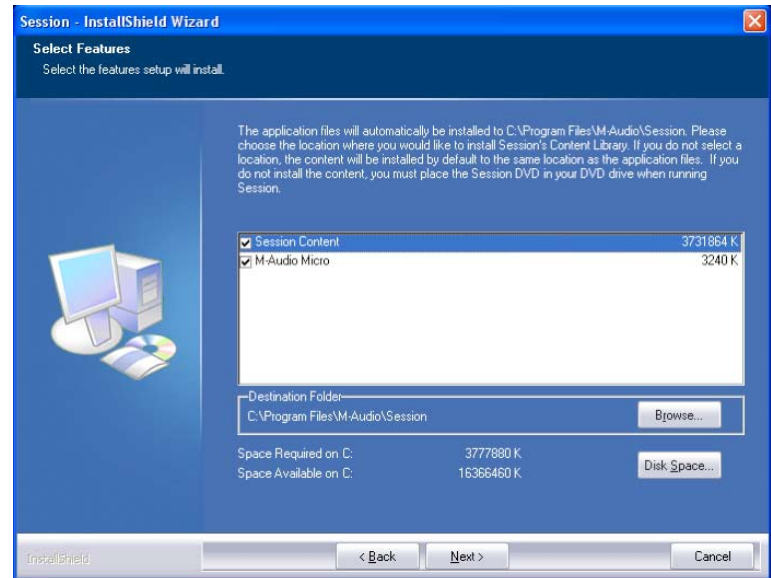 Session - InstallShield Wizard
Select Features
Select the features setup will install.
The application files will automatically be installed to C:\Program Files\M-Audio\Session. Please
choose the location where you would like to install Session's Content Library. If you do not select a
location, the content will be installed by default to the same location as the application files. If you
do not install the content, you must place the Session DVD in your DVD drive when running
Session.
Session Content 3731864 K
M-Audio Micro 3240 K
Destination Folder
C:\Program Files\M-Audio\Session Browse...
Space Required on C: 3777880 K
Space Available on C: 16366460 K
Disk Space...
InstallShield
< Back Next > Cancel